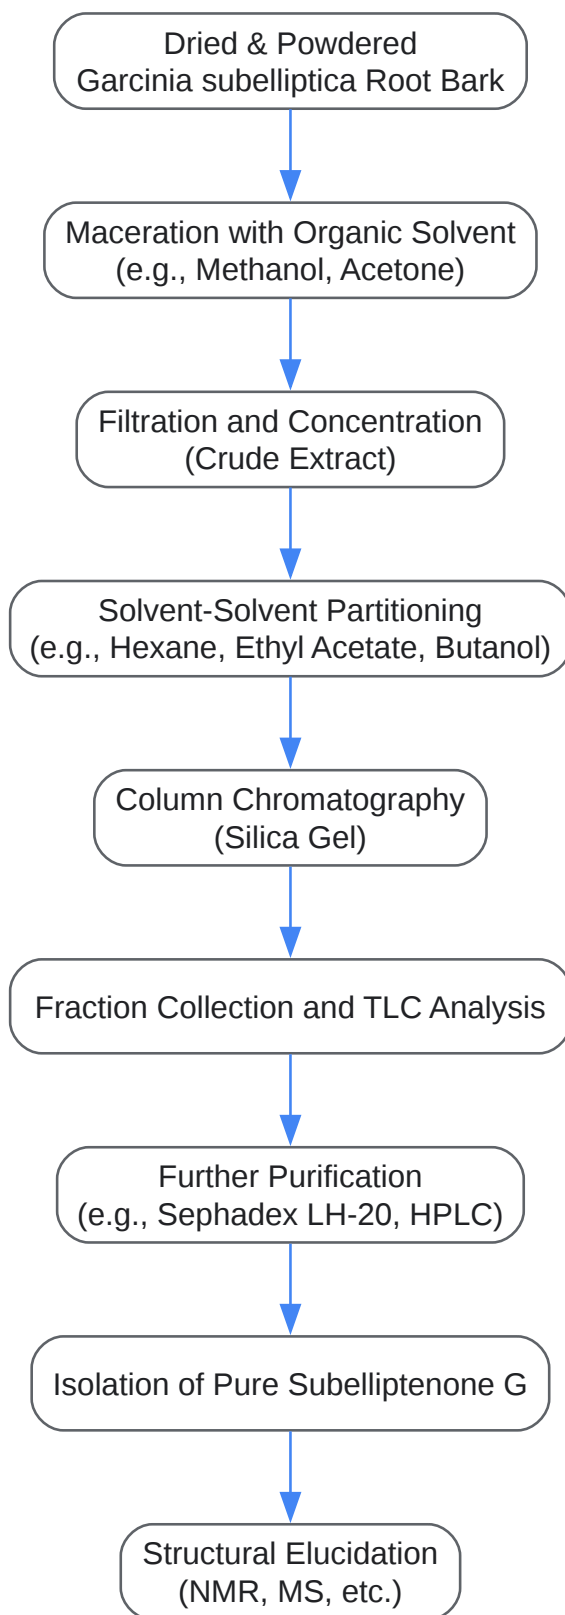 Dried & Powdered
Garcinia subelliptica Root Bark
Maceration with Organic Solvent
(e.g., Methanol, Acetone)
Filtration and Concentration
(Crude Extract)
Solvent-Solvent Partitioning
(e.g., Hexane, Ethyl Acetate, Butanol)
Column Chromatography
(Silica Gel)
Fraction Collection and TLC Analysis
Further Purification
(e.g., Sephadex LH-20, HPLC)
Isolation of Pure Subelliptenone G
Structural Elucidation
(NMR, MS, etc.)